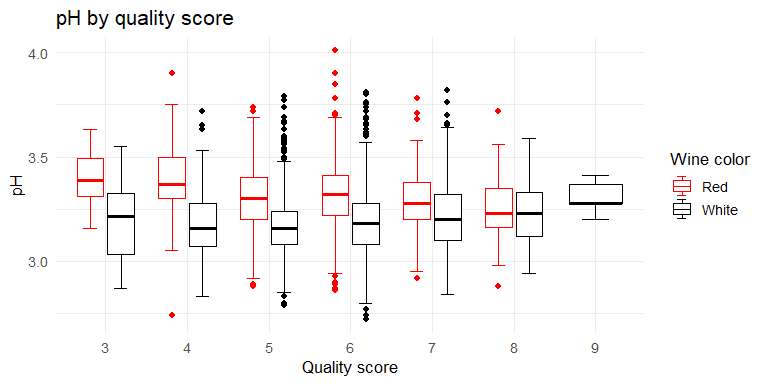 pH by quality score
4.0
3.5
3.0
pH
3 4 5 6 7 8 9
Quality score
Wine color
Red
White